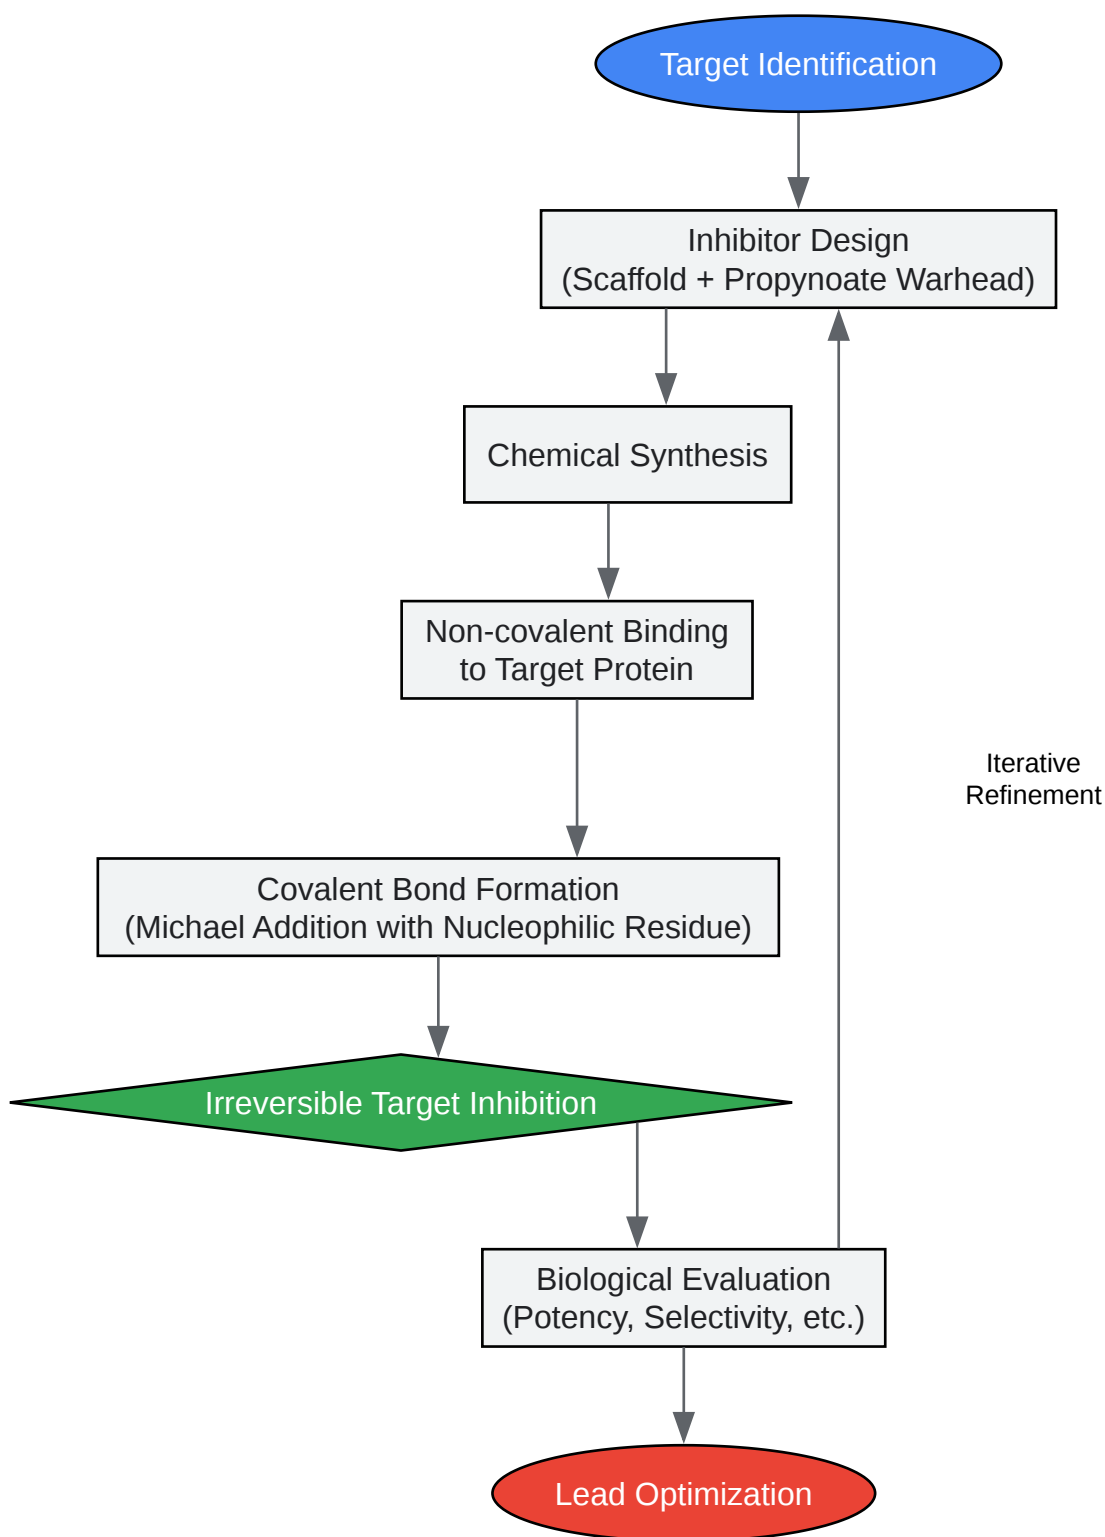 Target Identification
Inhibitor Design
(Scaffold + Propynoate Warhead)
Chemical Synthesis
Non-covalent Binding
to Target Protein
Iterative
Refinement
Covalent Bond Formation
(Michael Addition with Nucleophilic Residue)
Irreversible Target Inhibition
Biological Evaluation
(Potency, Selectivity, etc.)
Lead Optimization